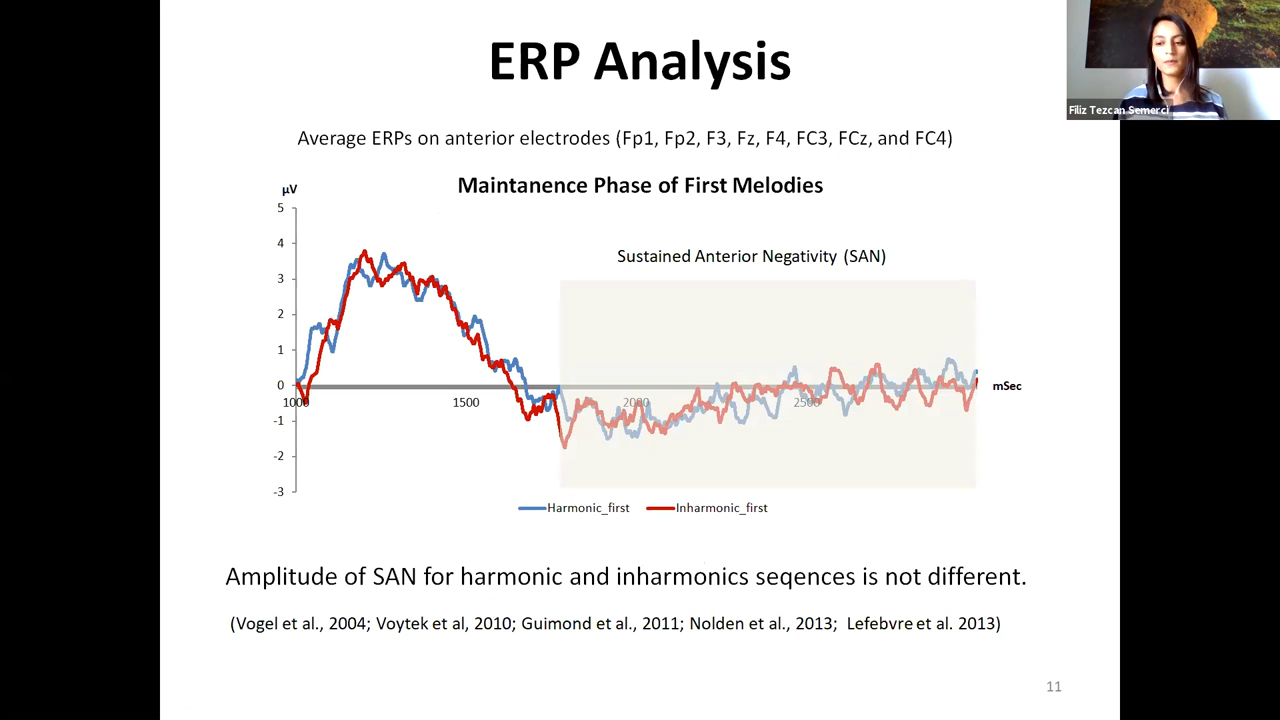 ERP Analysis
Filiz Tezcan Semerci
Average ERPs on anterior electrodes (Fp1, Fp2, F3, Fz, F4, FC3, FCz, and FC4)
Maintanence Phase of First Melodies
µV
5
4
3
2
1
0
-1
-2
-3
Sustained Anterior Negativity (SAN)
mSec
1000
1500
2000
2500
Harmonic_first
Inharmonic_first
Amplitude of SAN for harmonic and inharmonics seqences is not different.
(Vogel et al., 2004; Voytek et al, 2010; Guimond et al., 2011; Nolden et al., 2013; Lefebvre et al. 2013)
11